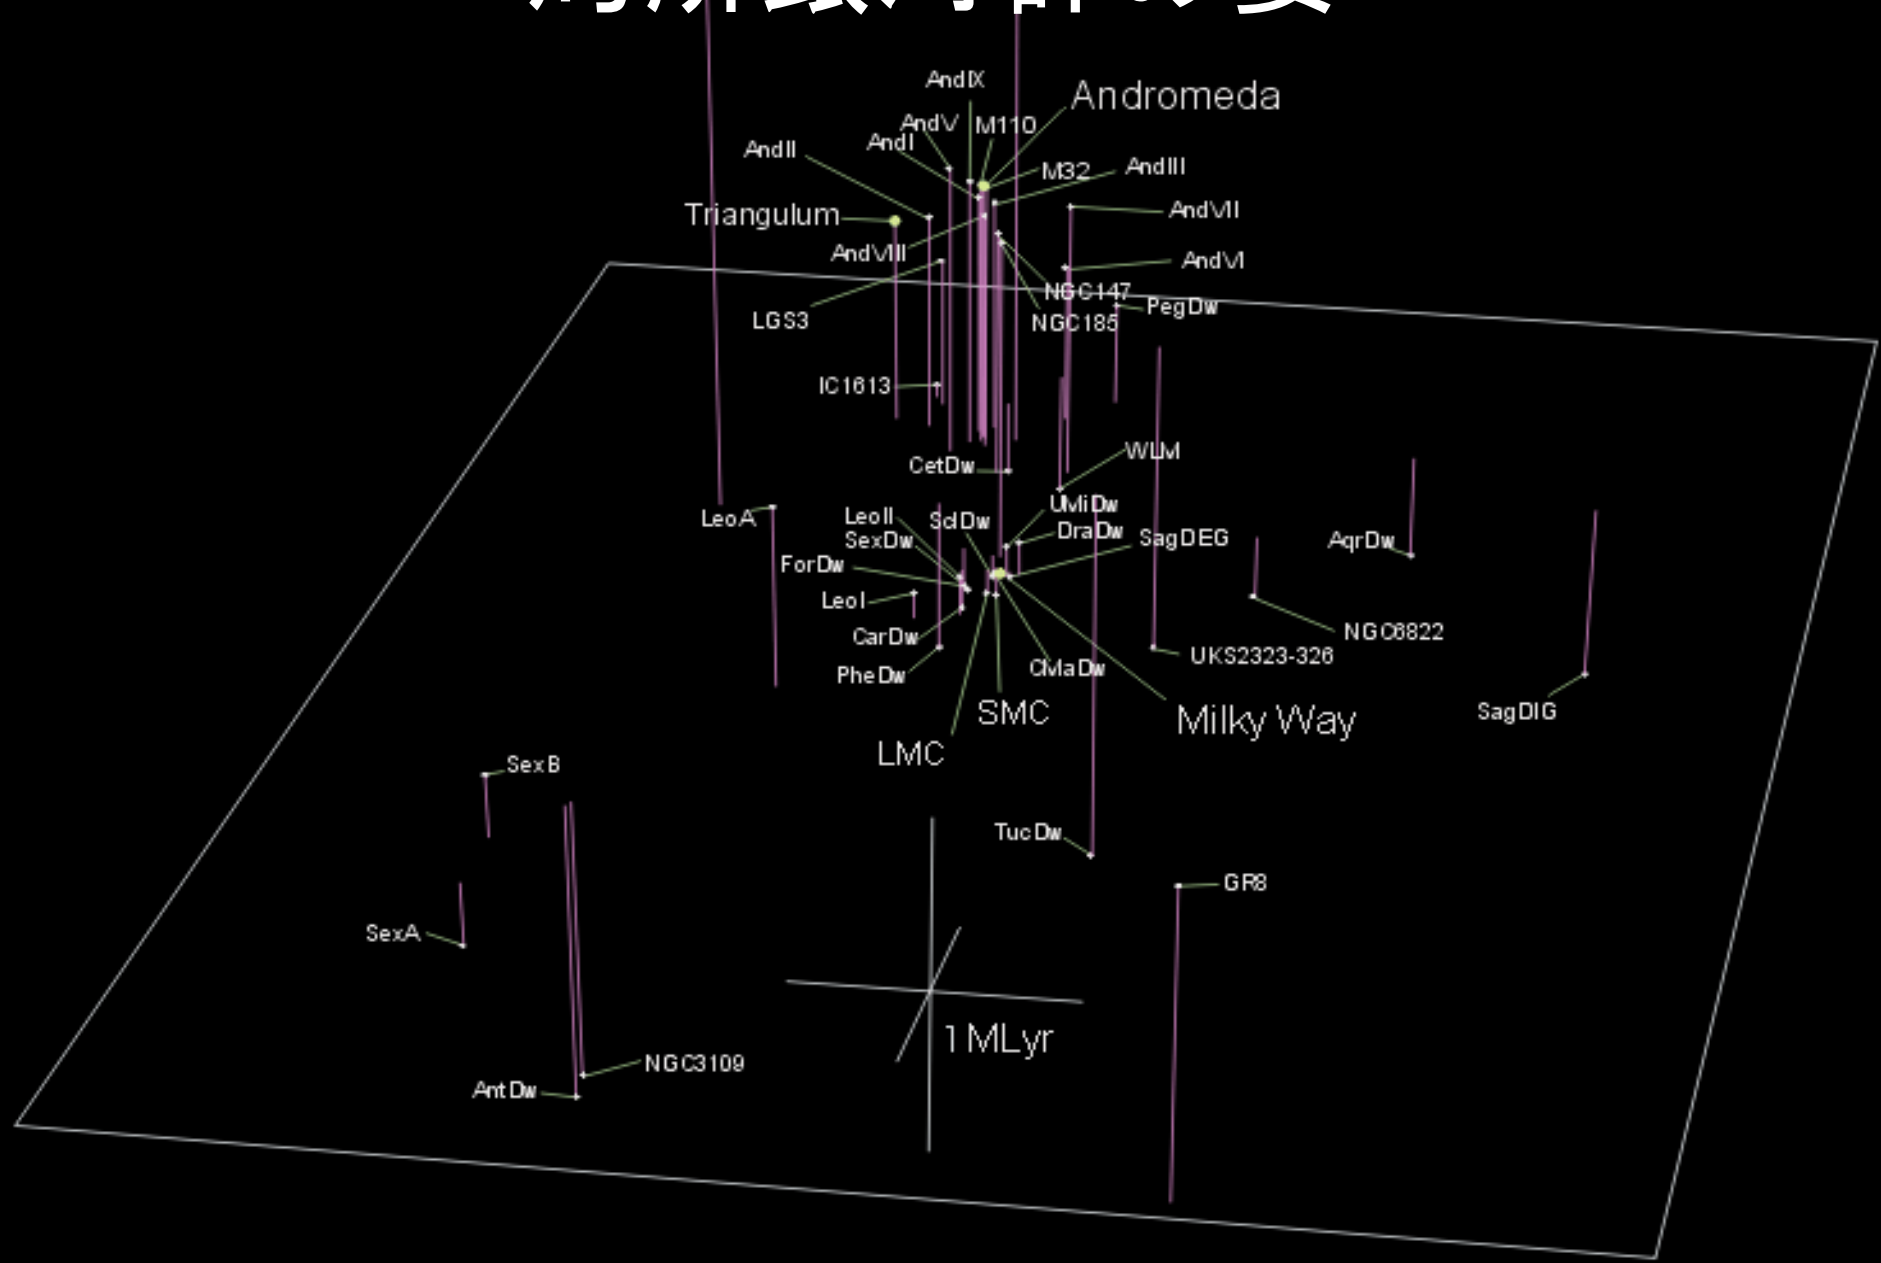 AndIX
Andromeda
AndV
M110
AndI
AndII
M32
AndIII
Triangulum
AndVII
AndVIII
AndVI
NGC147
PegDw
LGS3
NGC185
IC1613
WLM
CetDw
UMiDw
LeoA
LeoII
SclDw
DraDw
SexDw
SagDEG
AqrDw
ForDw
LeoI
NGC6822
CarDw
UKS2323-326
CMaDw
PheDw
SMC
Milky Way
SagDIG
LMC
SexB
TucDw
GR8
SexA
1MLyr
NGC3109
AntDw